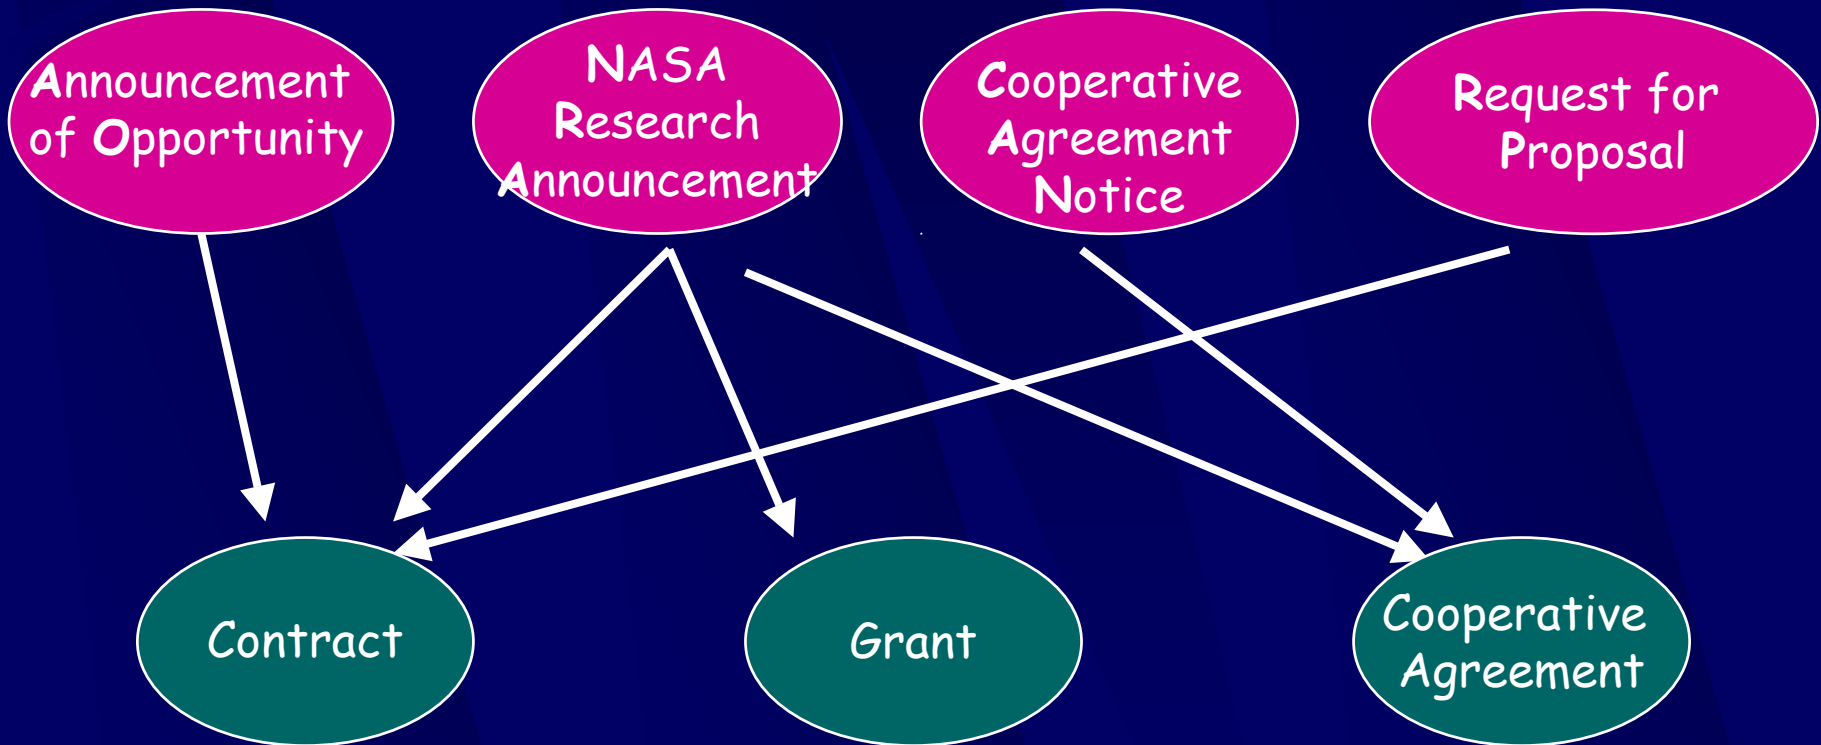 Announcement
of Opportunity
NASA
Research
Announcement
Cooperative
Agreement
Notice
Request for
Proposal
Contract
Grant
Cooperative
Agreement